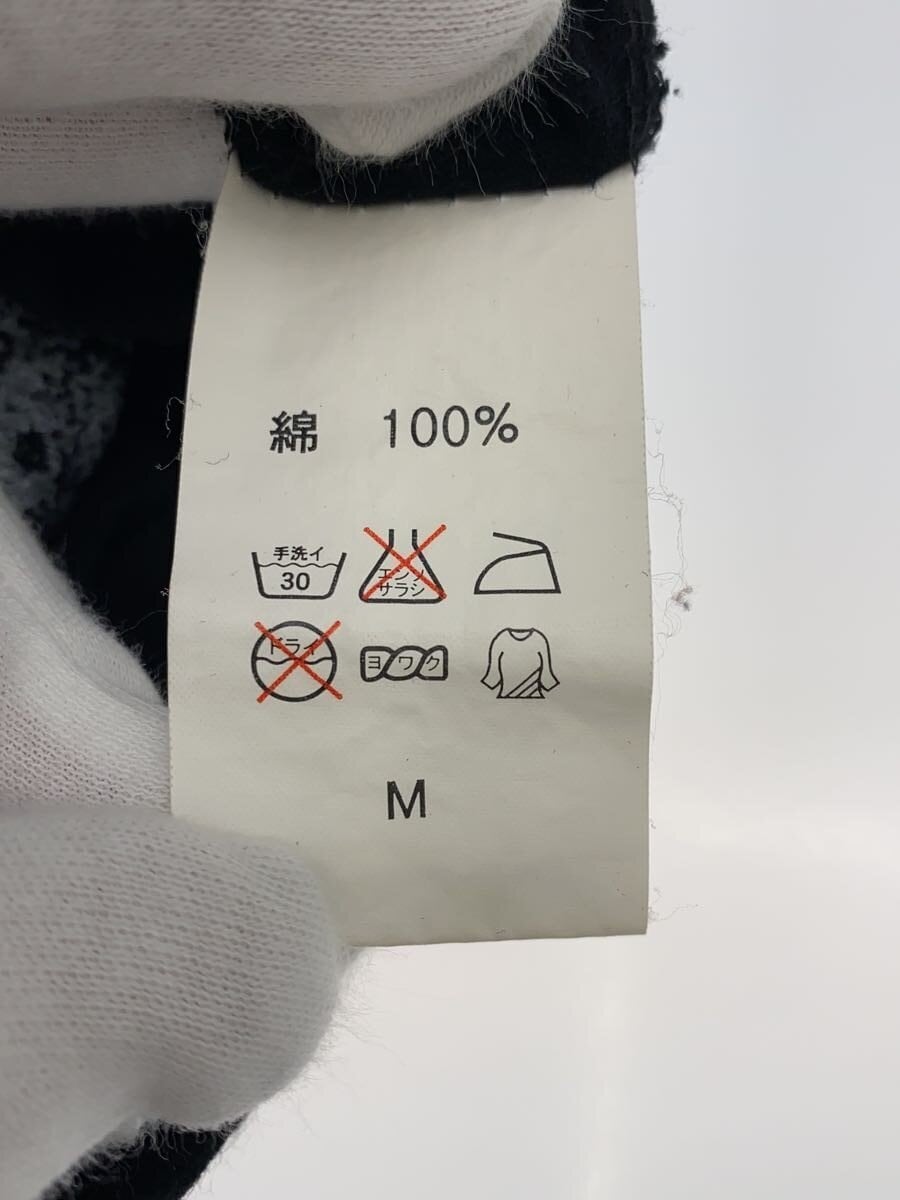 綿 100%
手洗イ
30
エンソ
サラシ
ドライ
ヨワク
M